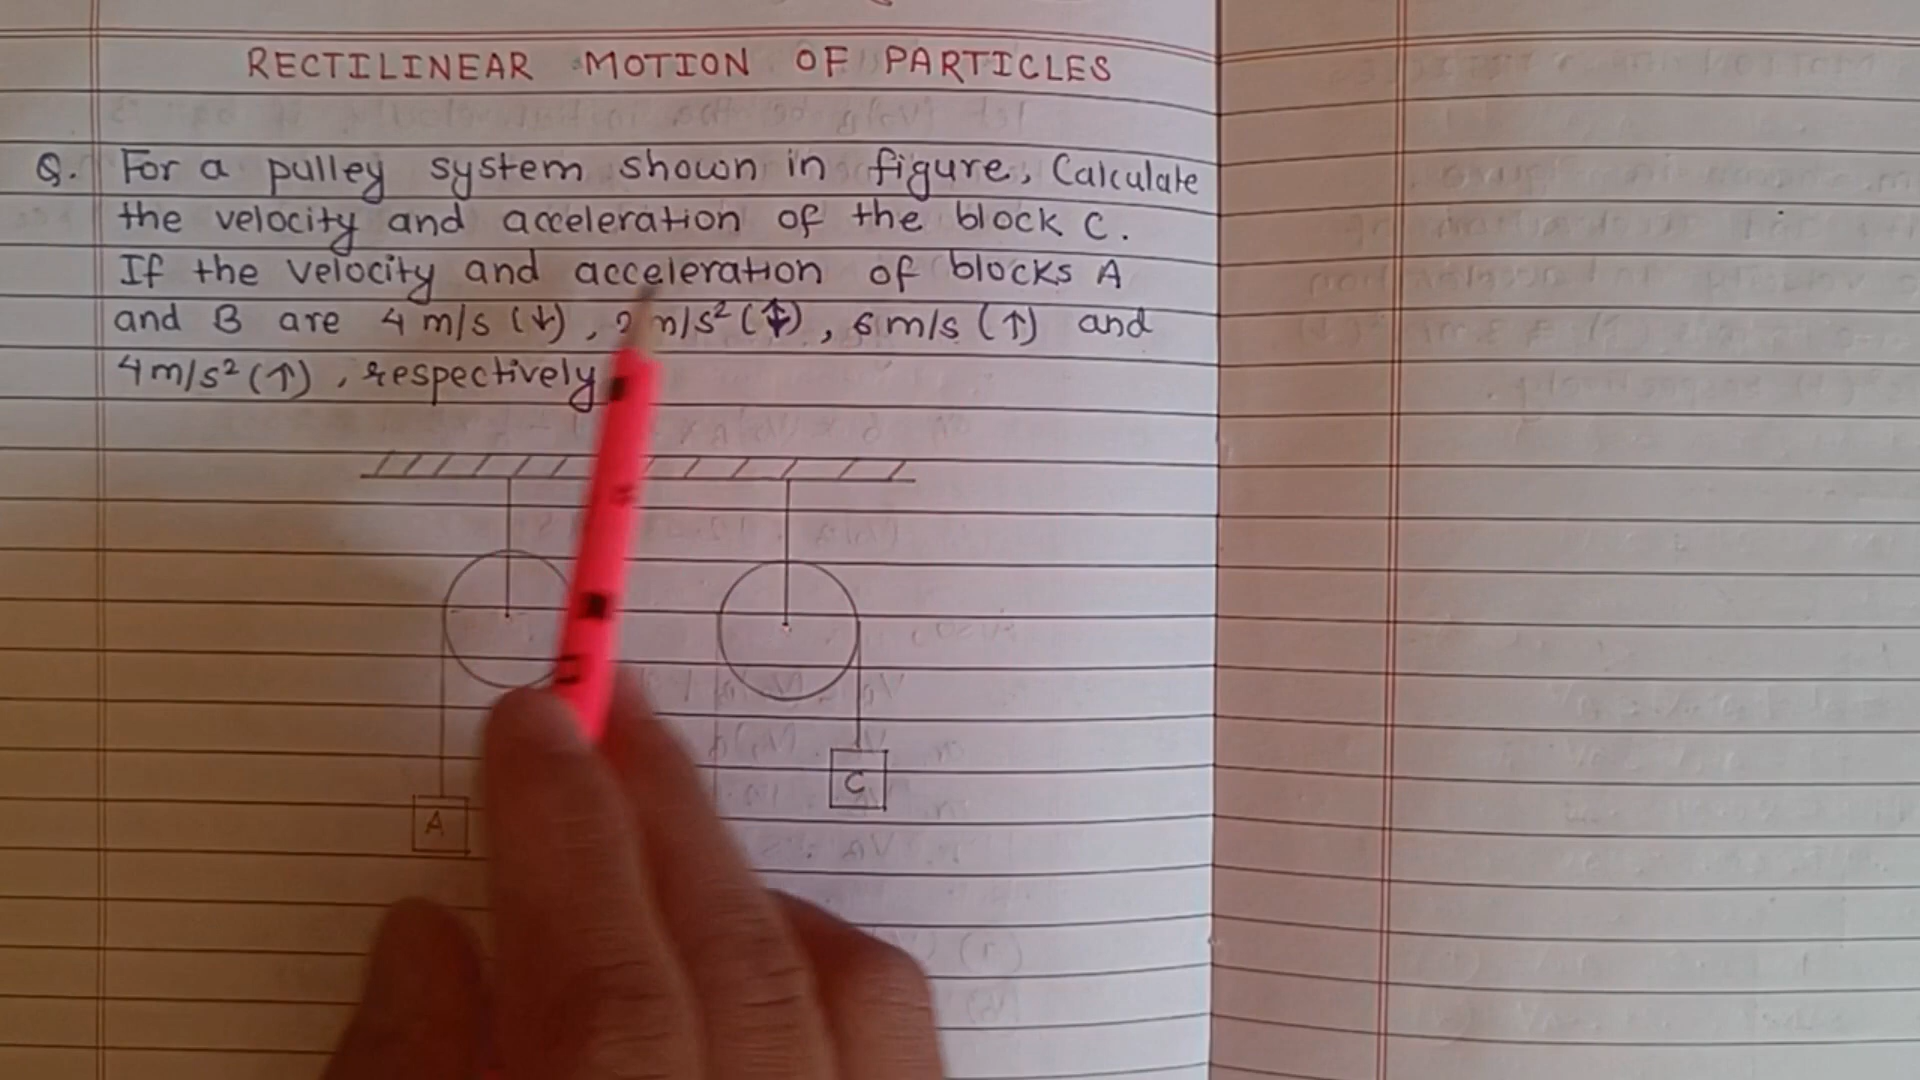 RECTILINEAR MOTION OF PARTICLES
Q. For a pulley system shown in figure, Calculate
the velocity and acceleration of the block C.
If the velocity and acceleration of blocks A
and B are 4 m/s (↓), 2 m/s² (↑), 6 m/s (↑) and
4 m/s² (↑), respectively
C
A